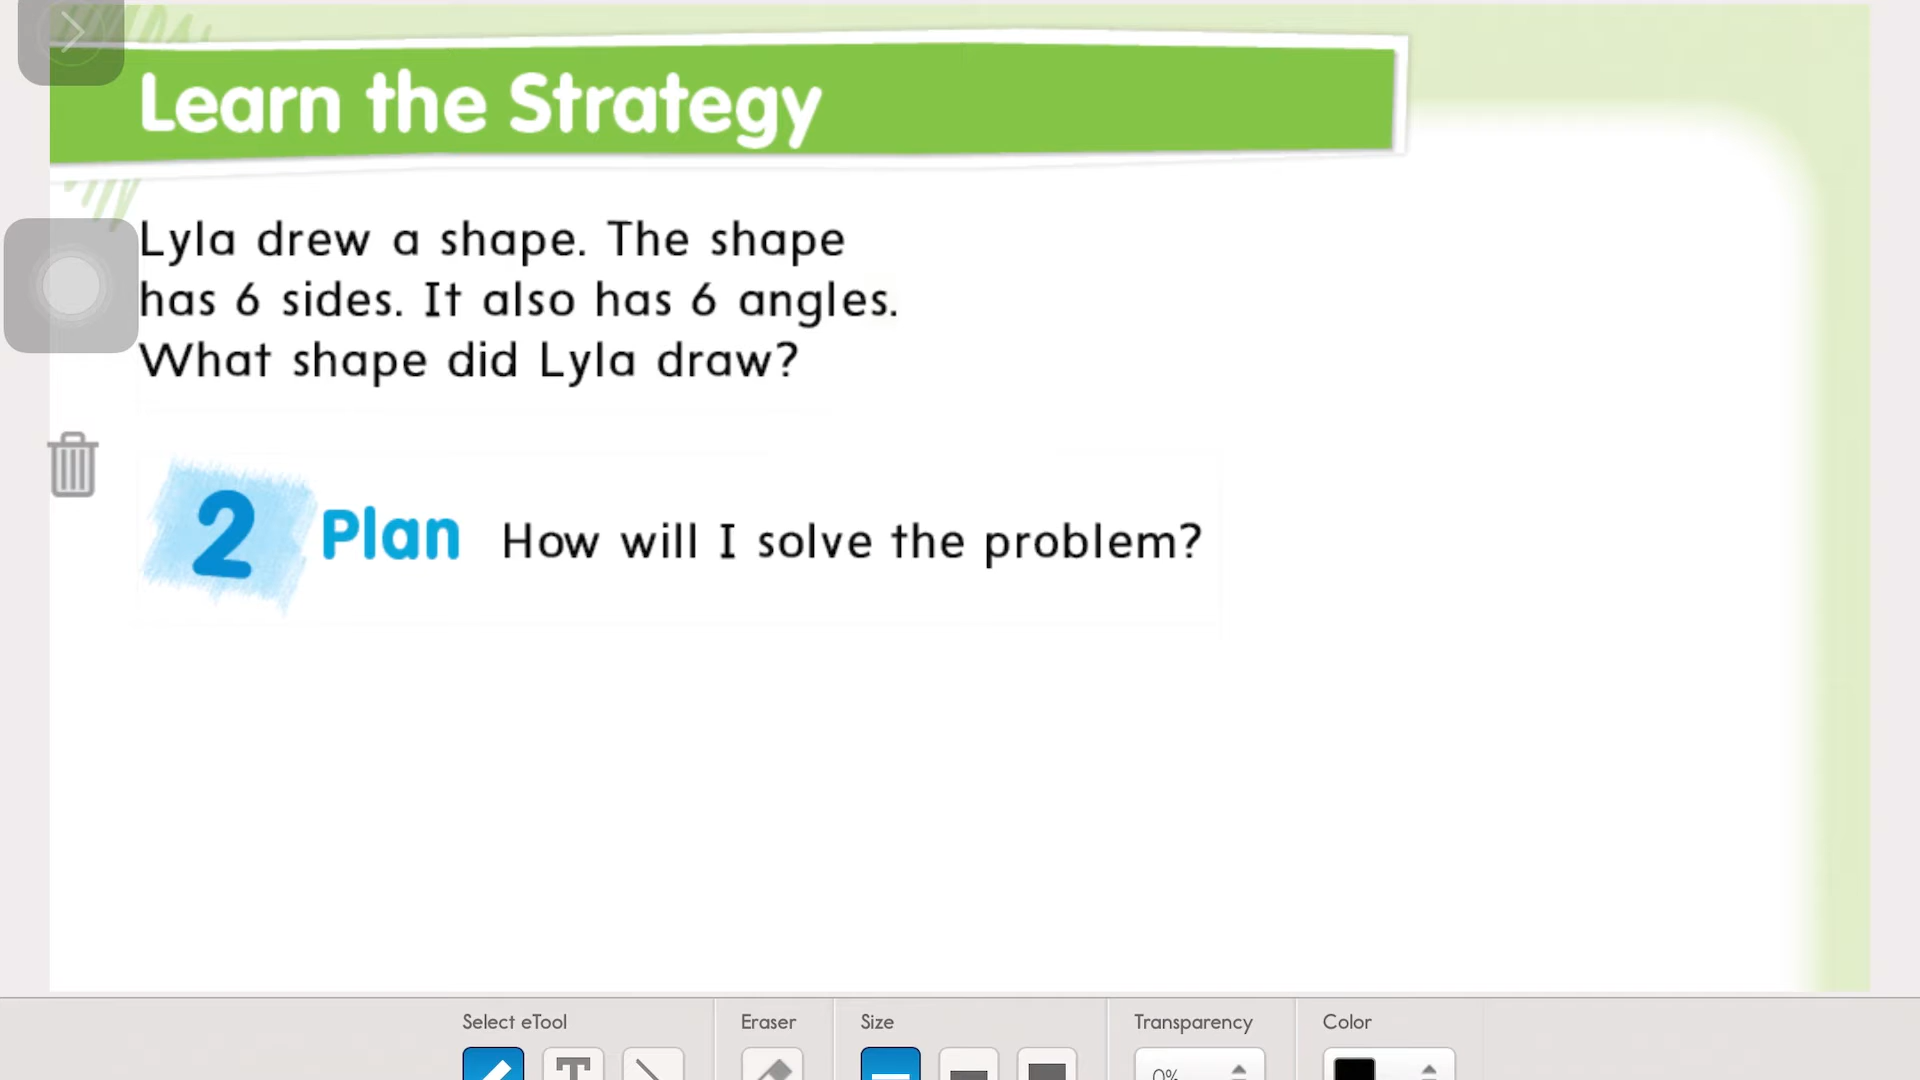 Learn the Strategy
Lyla drew a shape. The shape
has 6 sides. It also has 6 angles.
What shape did Lyla draw?
2 Plan How will I solve the problem?
Select eTool Eraser Size Transparency Color
T 0%